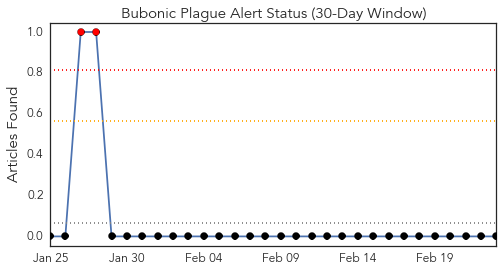 Bubonic Plague Alert Status (30-Day Window)
Articles Found
1.0
0.8
0.6
0.4
0.2
0.0
Jan 25 Jan 30 Feb 04 Feb 09 Feb 14 Feb 19